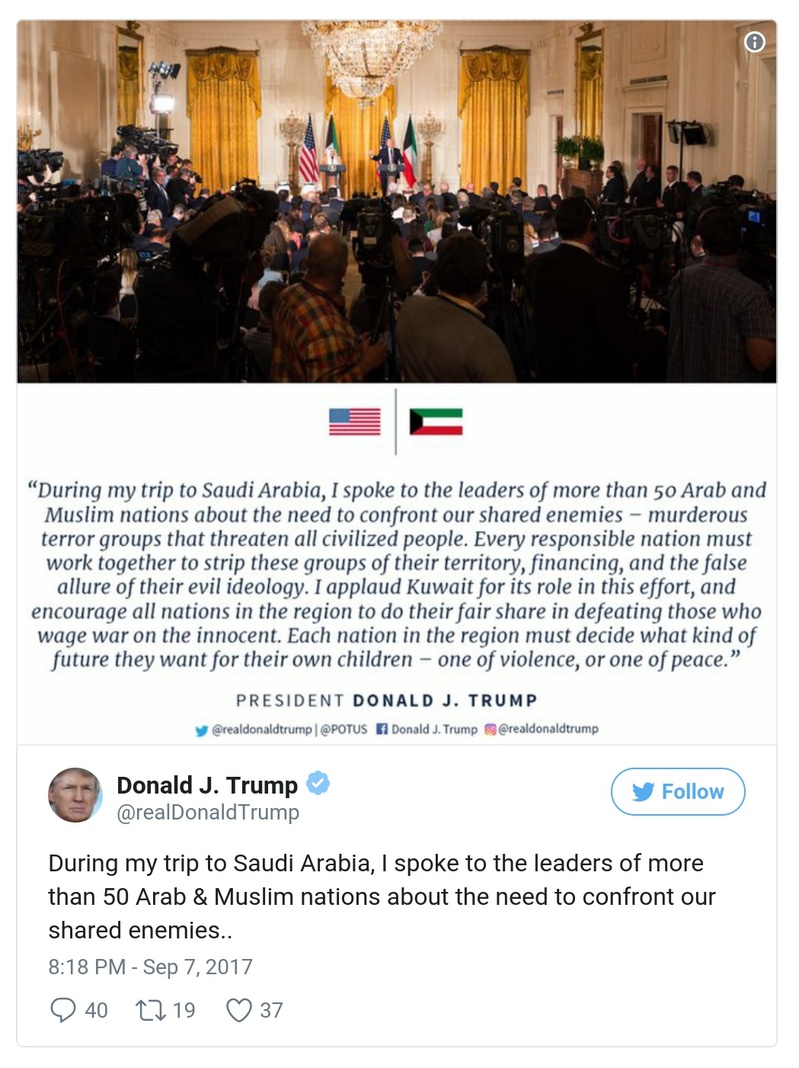 “During my trip to Saudi Arabia, I spoke to the leaders of more than 50 Arab and
Muslim nations about the need to confront our shared enemies – murderous
terror groups that threaten all civilized people. Every responsible nation must
work together to strip these groups of their territory, financing, and the false
allure of their evil ideology. I applaud Kuwait for its role in this effort, and
encourage all nations in the region to do their fair share in defeating those who
wage war on the innocent. Each nation in the region must decide what kind of
future they want for their own children – one of violence, or one of peace.”
PRESIDENT DONALD J. TRUMP
@realdonaldtrump | @POTUS Donald J. Trump @realdonaldtrump
Donald J. Trump
Follow
@realDonaldTrump
During my trip to Saudi Arabia, I spoke to the leaders of more
than 50 Arab & Muslim nations about the need to confront our
shared enemies..
8:18 PM - Sep 7, 2017
40 19 37